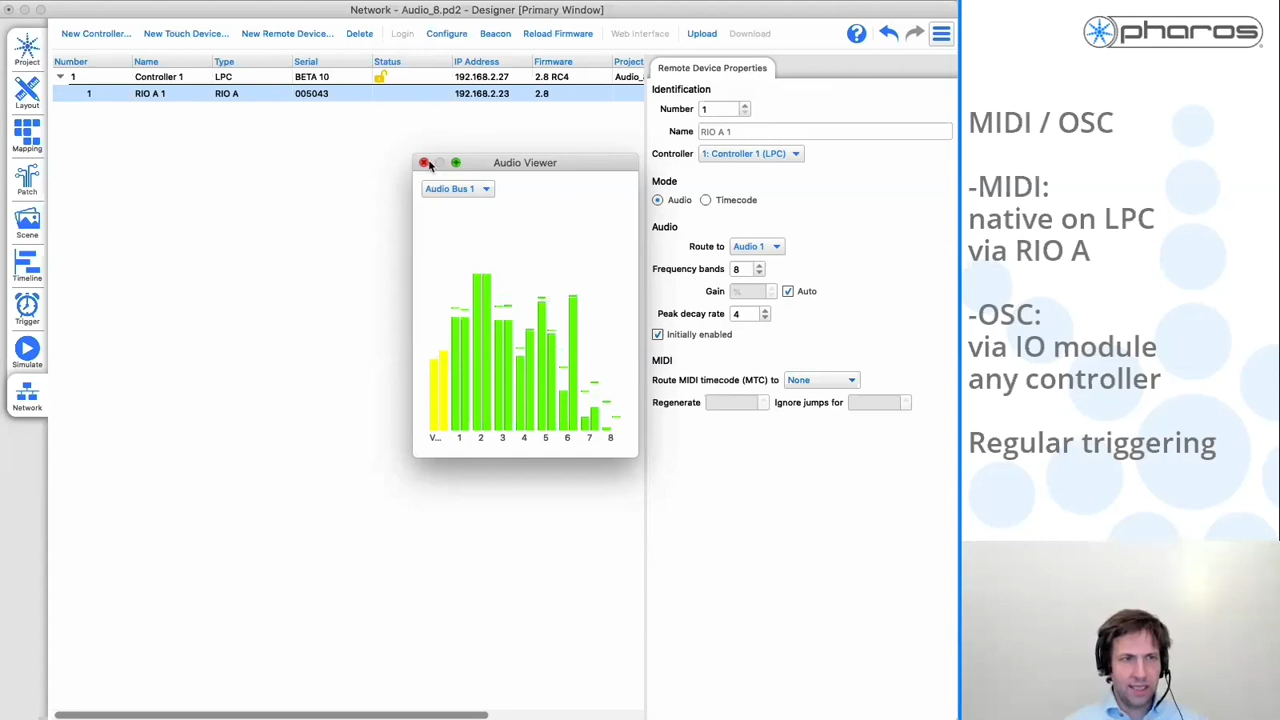 Network - Audio_8.pd2 - Designer [Primary Window]
New Controller... New Touch Device... New Remote Device... Delete Login Configure Beacon Reload Firmware Web Interface Upload Download
Number Name Type Serial Status IP Address Firmware Project
1 Controller 1 LPC BETA 10 192.168.2.27 2.8 RC4 Audio_
1 RIO A 1 RIO A 005043 192.168.2.23 2.8
Project
Layout
Mapping
Patch
Scene
Timeline
Trigger
Simulate
Network
Audio Viewer
Audio Bus 1
V... 1 2 3 4 5 6 7 8
Remote Device Properties
Identification
Number 1
Name RIO A 1
Controller 1: Controller 1 (LPC)
Mode
Audio Timecode
Audio
Route to Audio 1
Frequency bands 8
Gain % Auto
Peak decay rate 4
Initially enabled
MIDI
Route MIDI timecode (MTC) to None
Regenerate Ignore jumps for
pharos
MIDI / OSC
-MIDI:
native on LPC
via RIO A
-OSC:
via IO module
any controller
Regular triggering